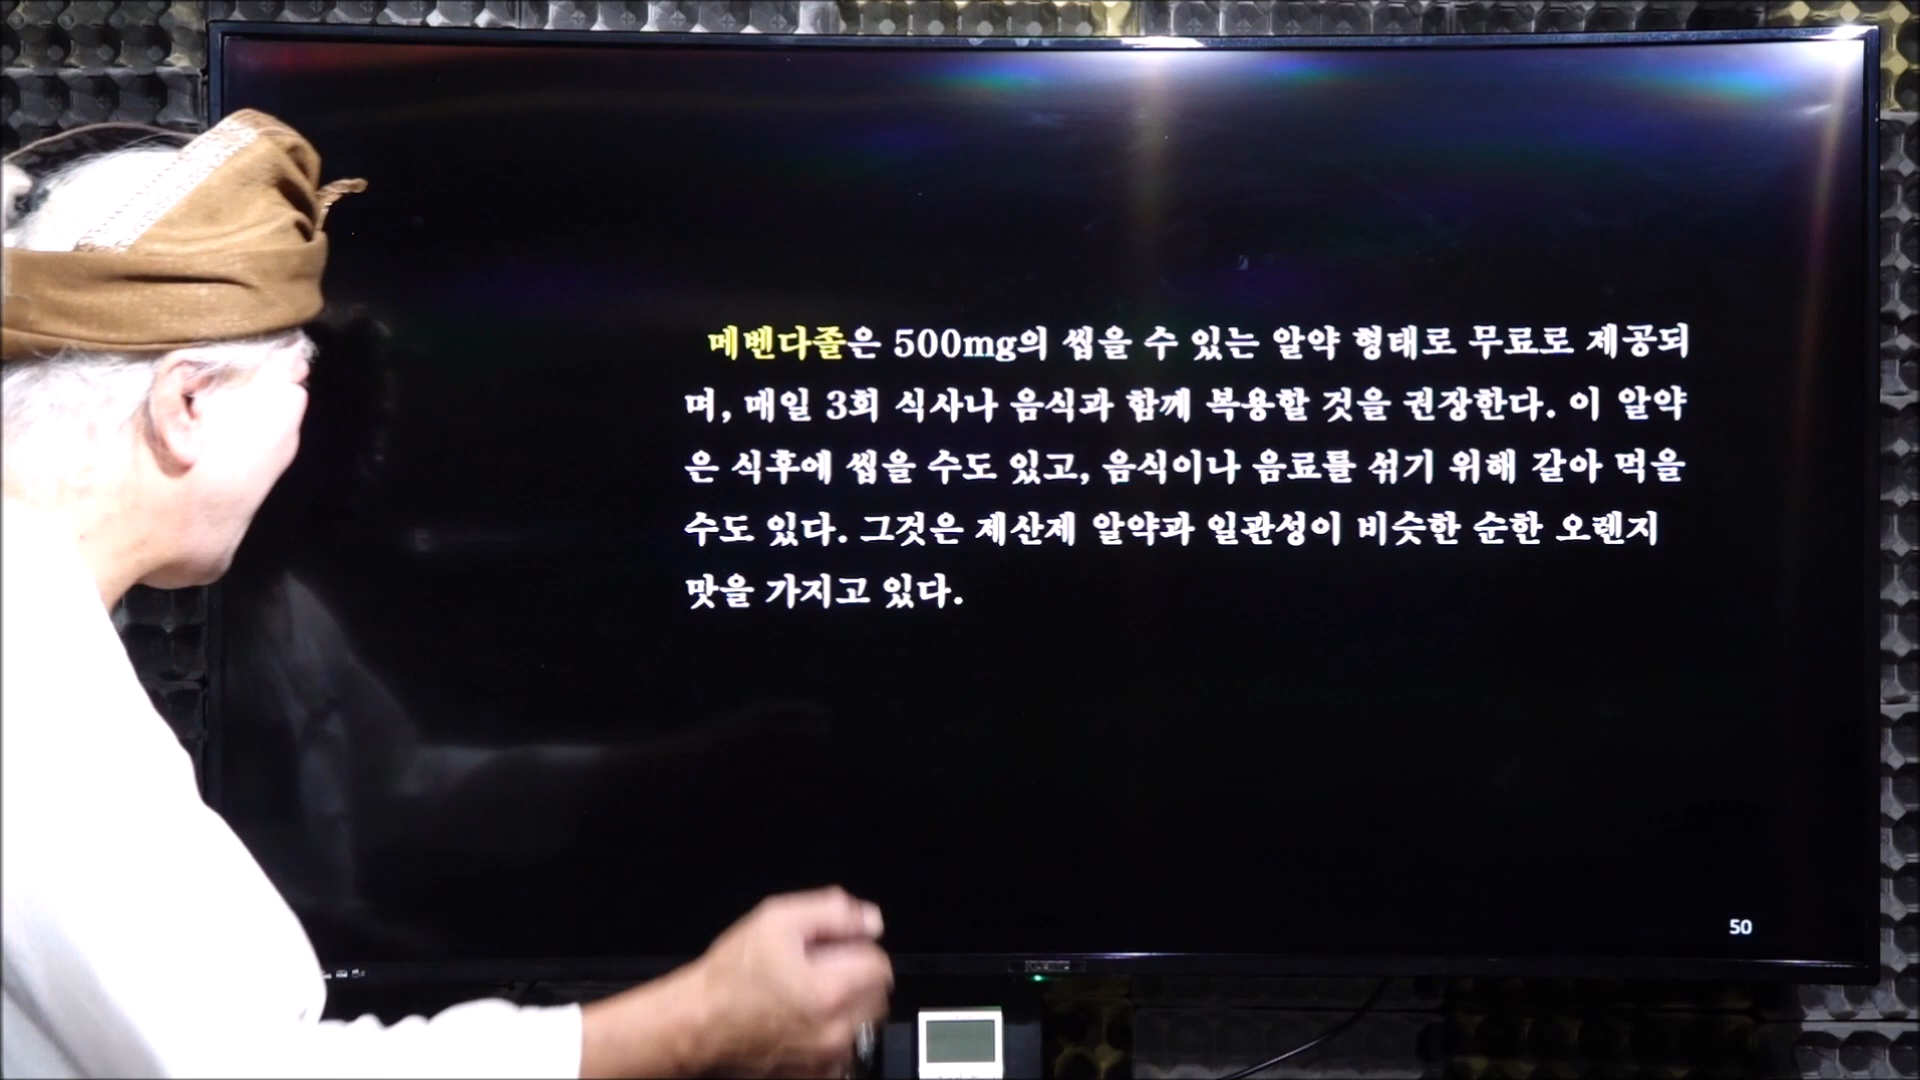 메벤다졸은 500mg의 씹을 수 있는 알약 형태로 무료로 제공되
며, 매일 3회 식사나 음식과 함께 복용할 것을 권장한다. 이 알약
은 식후에 씹을 수도 있고, 음식이나 음료를 섞기 위해 갈아 먹을
수도 있다. 그것은 제산제 알약과 일관성이 비슷한 순한 오렌지
맛을 가지고 있다.
50